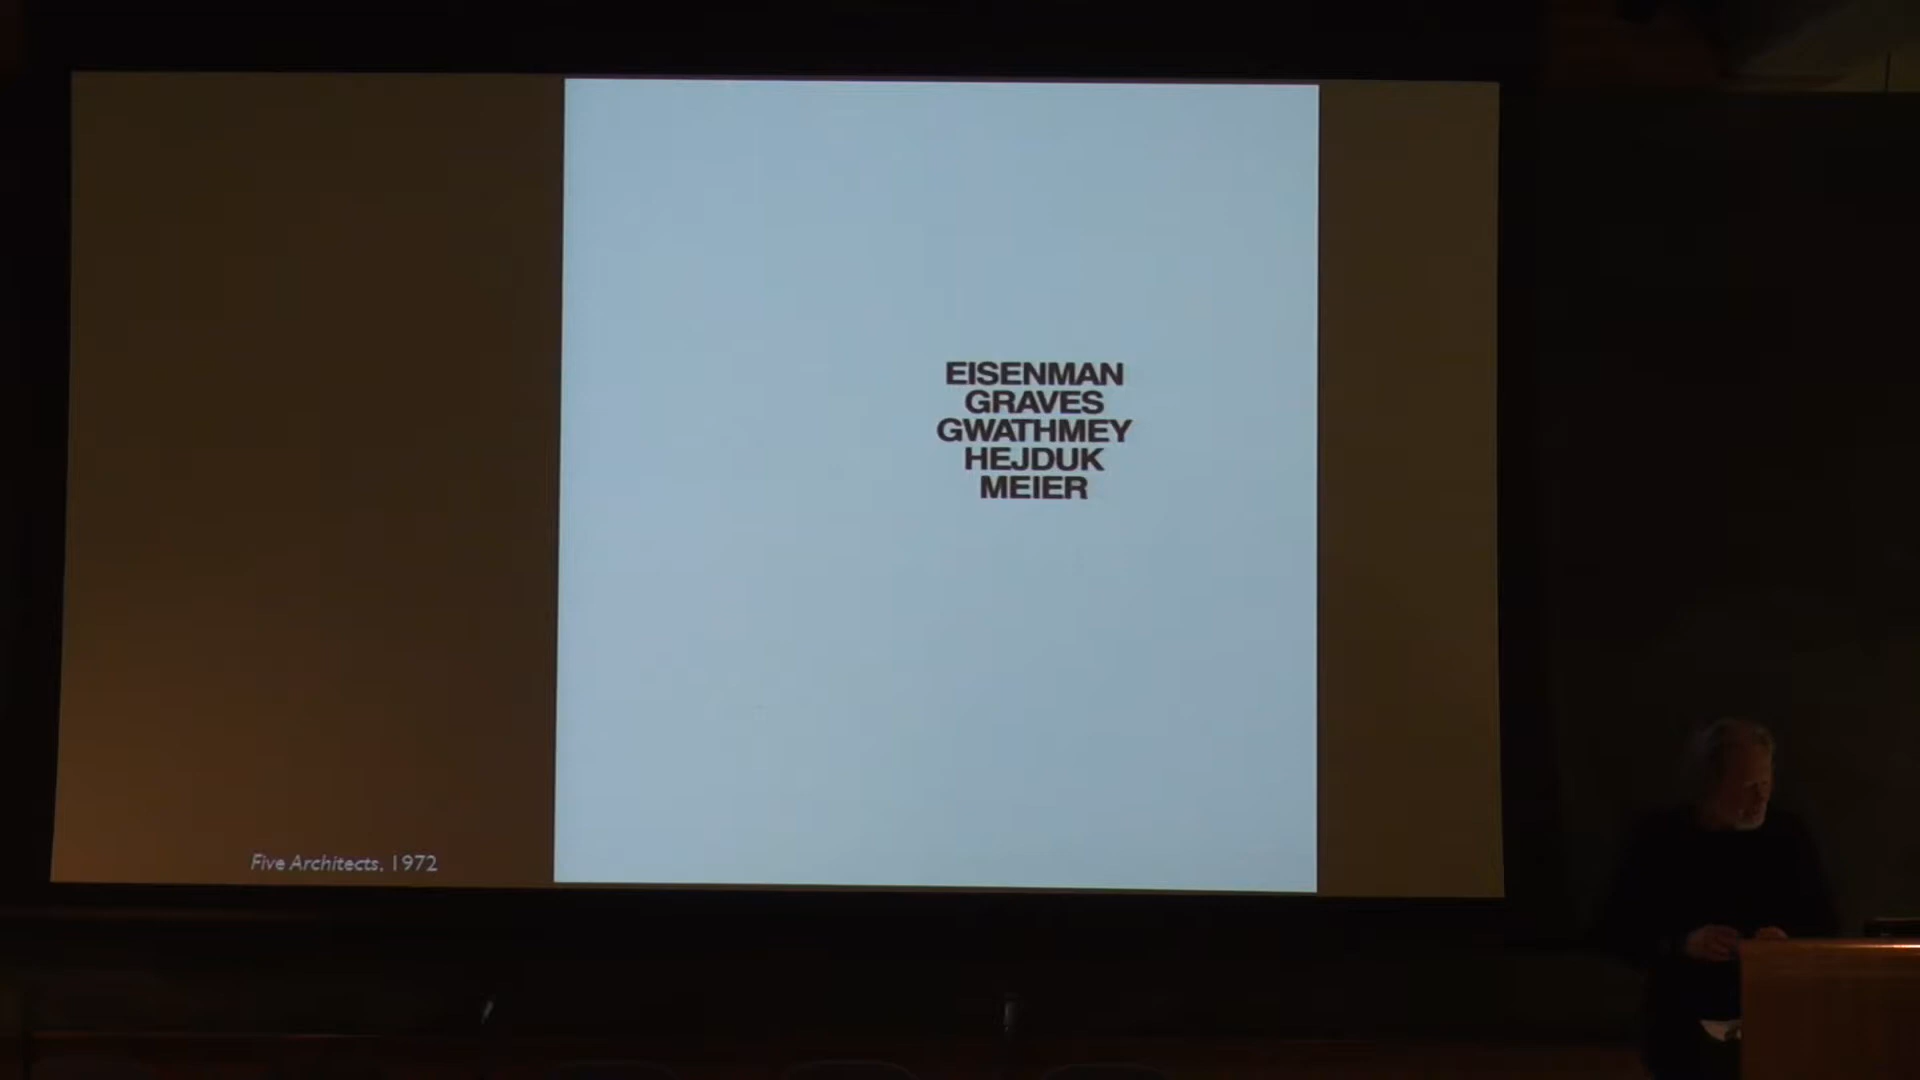 EISENMAN
GRAVES
GWATHMEY
HEJDUK
MEIER
Five Architects, 1972